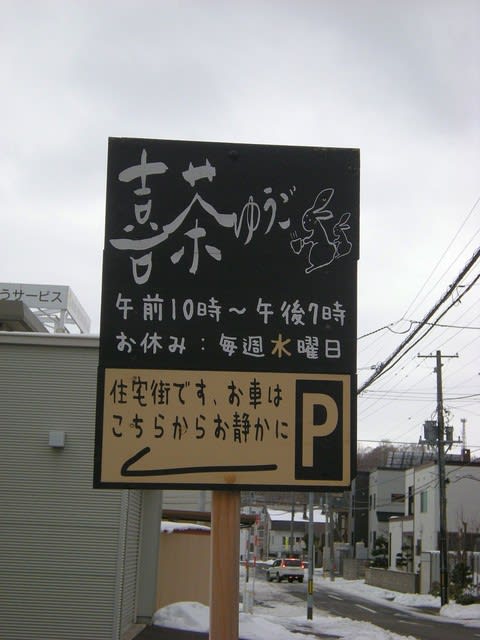 喜茶ゆうご
午前10時～午後7時
お休み：毎週水曜日
住宅街です、お車は
こちらからお静かに
P
うサービス